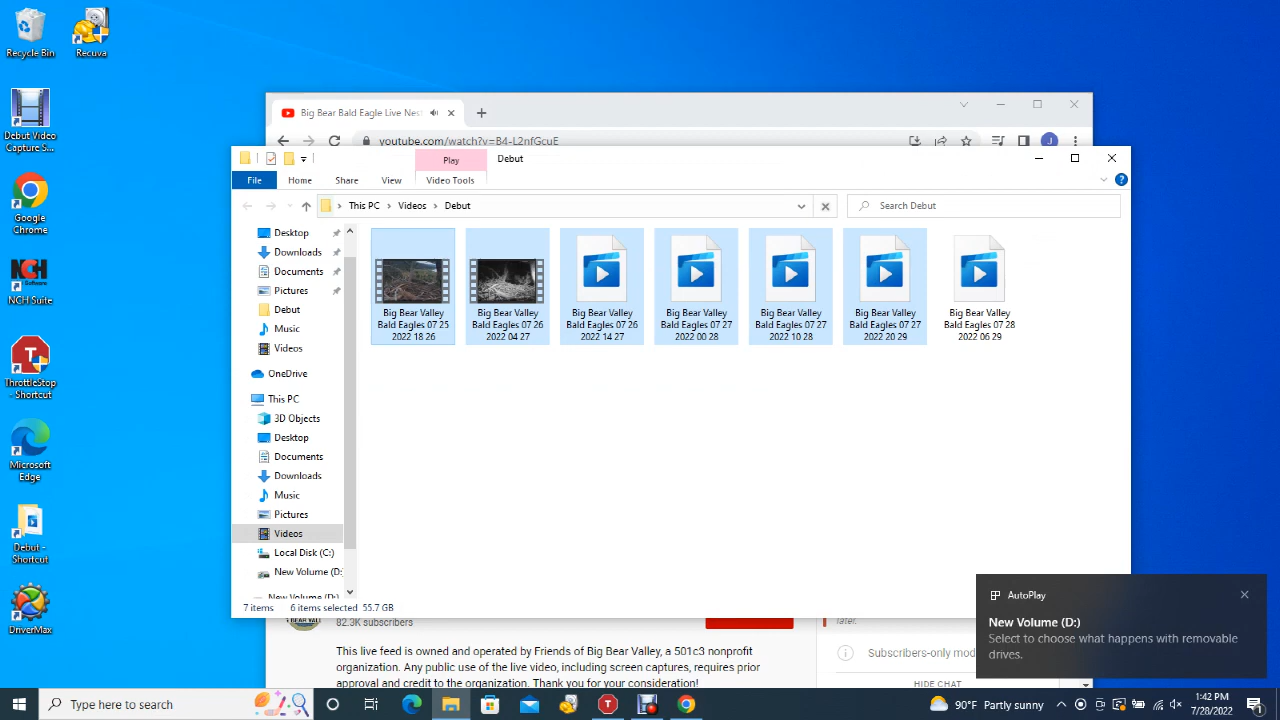 Recycle Bin
Recuva
Debut Video
Capture S...
Google
Chrome
NCH Suite
ThrottleStop
- Shortcut
Microsoft
Edge
Debut -
Shortcut
DriverMax
Big Bear Bald Eagle Live Nes
youtube.com/watch?v=B4-L2nfGcuE
Play
Debut
File
Home
Share
View
Video Tools
This PC
Videos
Debut
Search Debut
Desktop
Downloads
Documents
Pictures
Debut
Music
Videos
OneDrive
This PC
3D Objects
Desktop
Documents
Downloads
Music
Pictures
Videos
Local Disk (C:)
New Volume (D:
New Volume (D:)
Big Bear Valley
Bald Eagles 07 25
2022 18 26
Big Bear Valley
Bald Eagles 07 26
2022 04 27
Big Bear Valley
Bald Eagles 07 26
2022 14 27
Big Bear Valley
Bald Eagles 07 27
2022 00 28
Big Bear Valley
Bald Eagles 07 27
2022 10 28
Big Bear Valley
Bald Eagles 07 27
2022 20 29
Big Bear Valley
Bald Eagles 07 28
2022 06 29
7 items
6 items selected 55.7 GB
82.3K subscribers
This live feed is owned and operated by Friends of Big Bear Valley, a 501c3 nonprofit
organization. Any public use of the live video, including screen captures, requires prior
approval and credit to the organization. Thank you for your consideration!
later.
Subscribers-only mod
HIDE CHAT
AutoPlay
New Volume (D:)
Select to choose what happens with removable
drives.
Type here to search
90°F Partly sunny
1:42 PM
7/28/2022